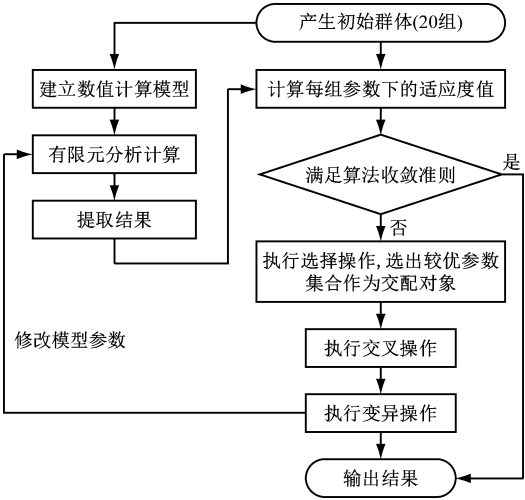 产生初始群体(20组)
建立数值计算模型
计算每组参数下的适应度值
有限元分析计算
满足算法收敛准则
是
提取结果
否
执行选择操作,选出较优参数
集合作为交配对象
修改模型参数
执行交叉操作
执行变异操作
输出结果